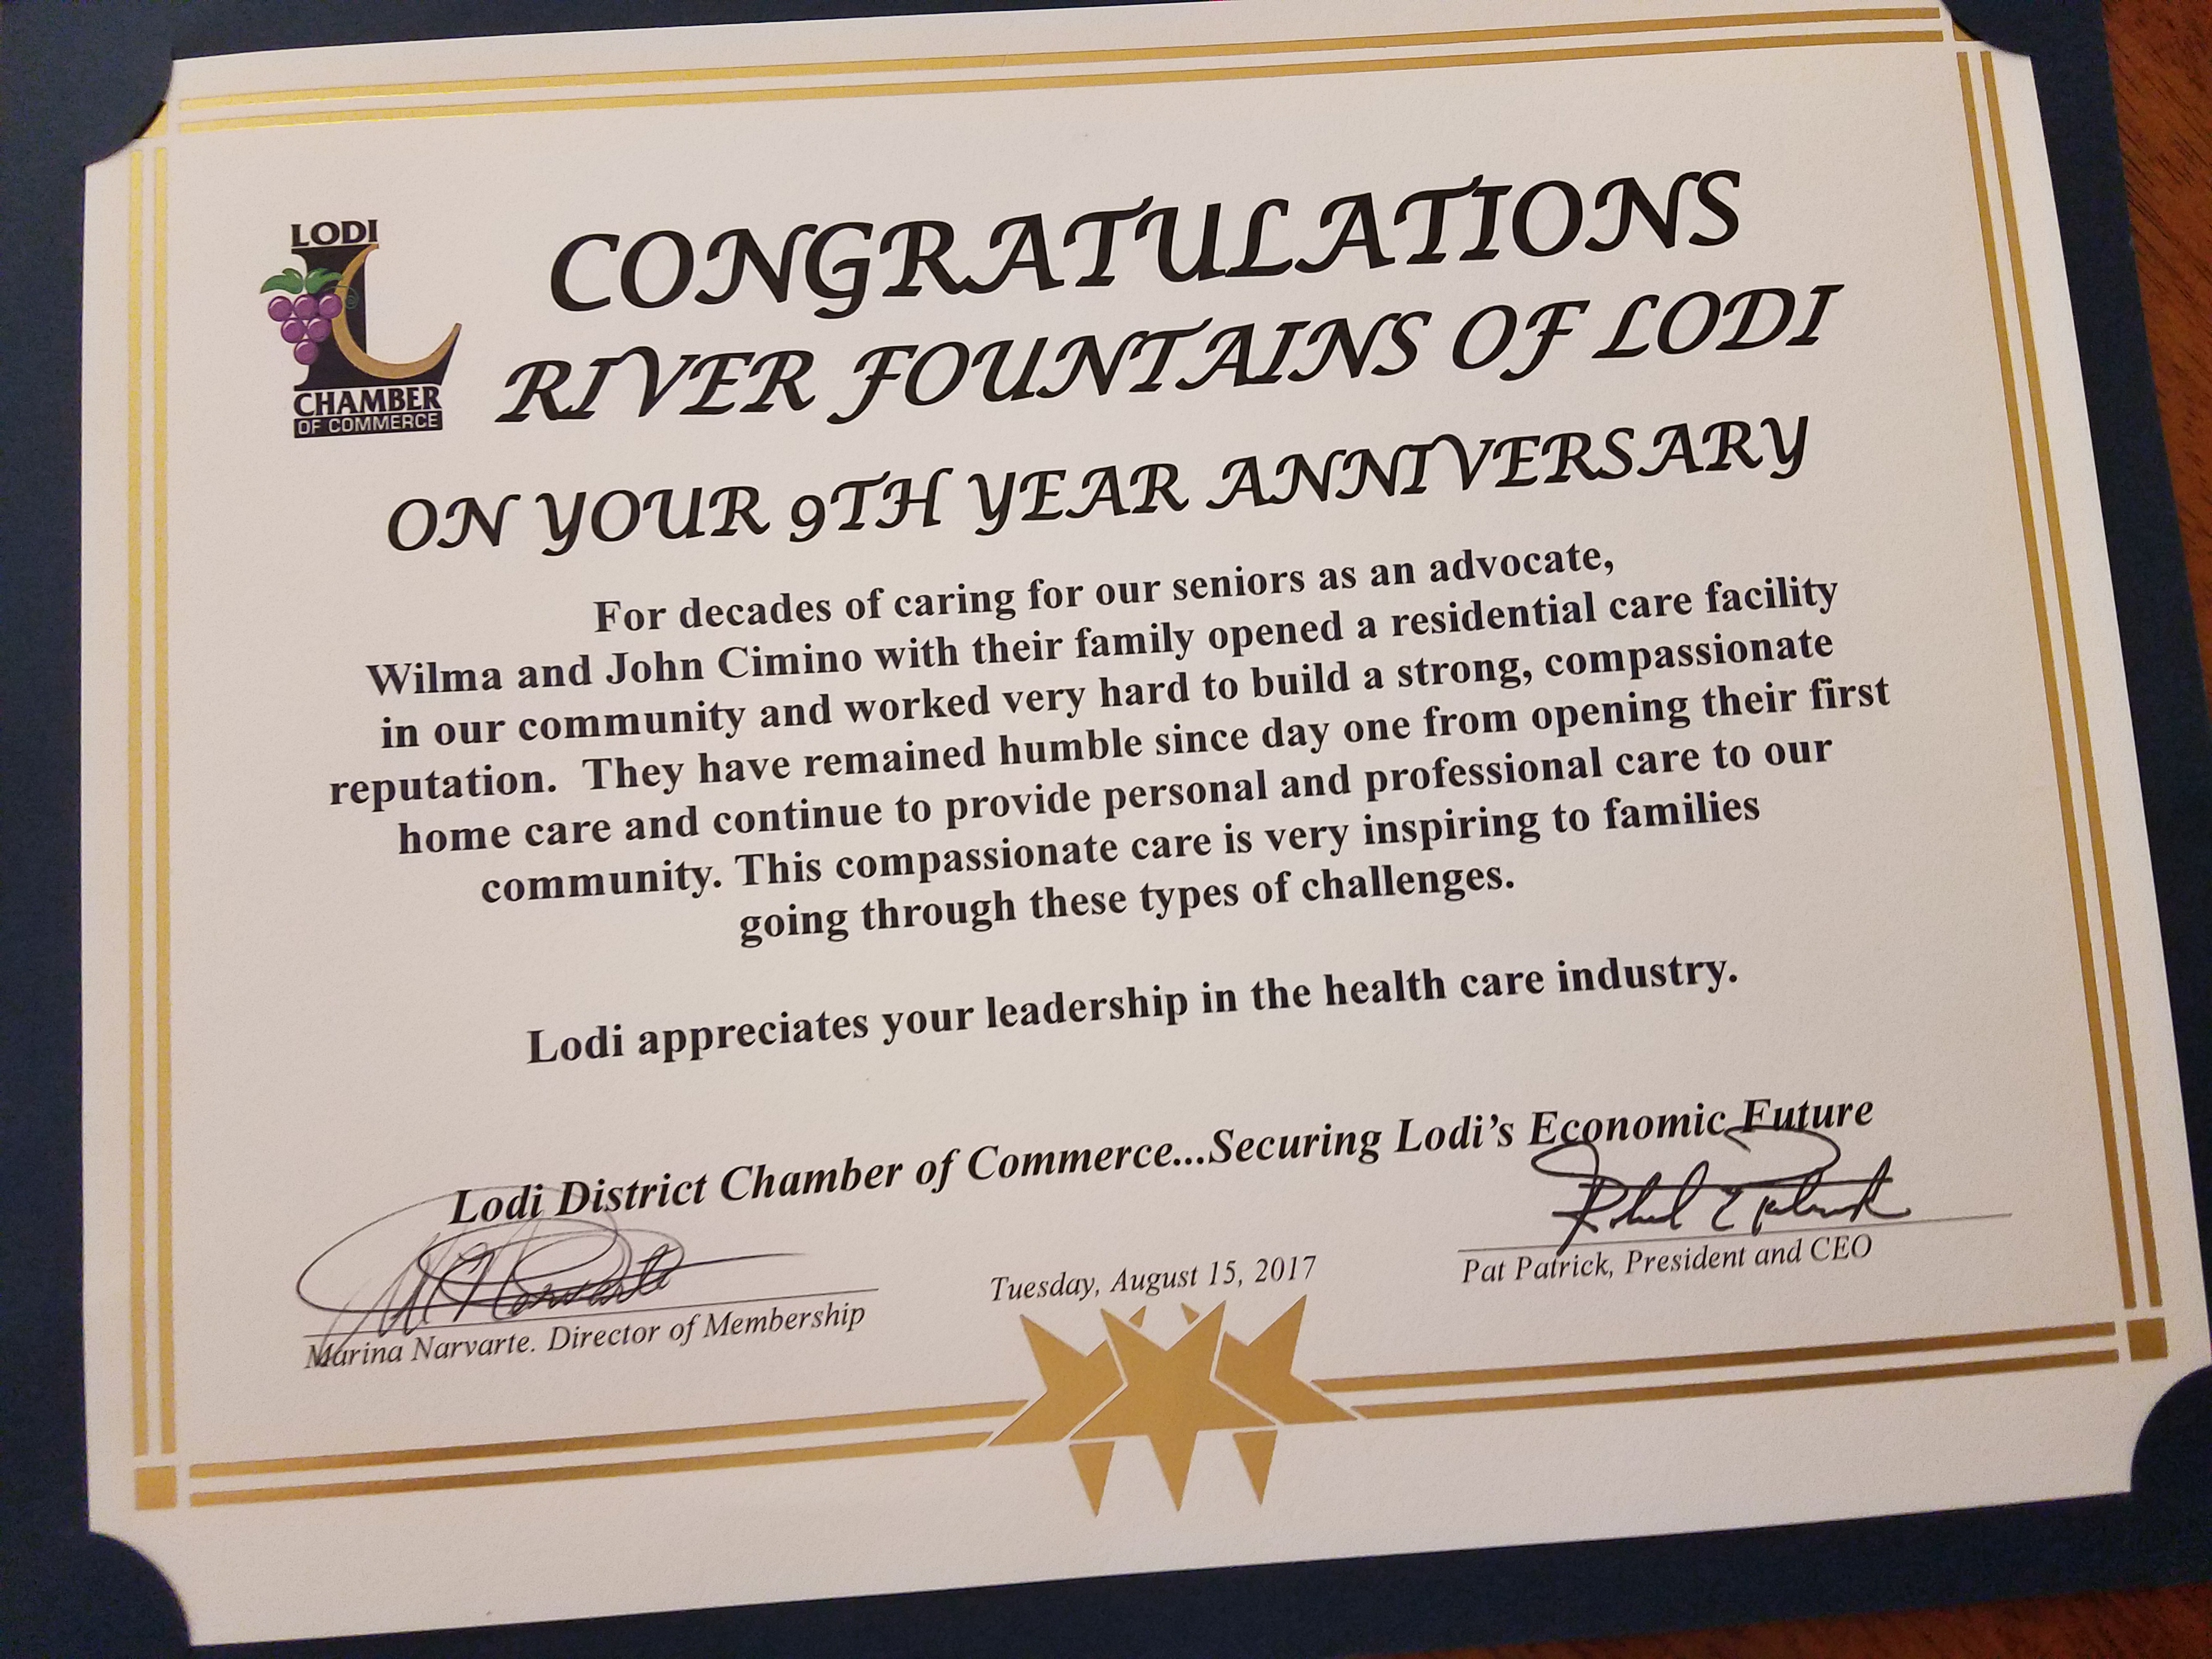 LODI
CHAMBER
OF COMMERCE
CONGRATULATIONS
RIVER FOUNTAINS OF LODI
ON YOUR 9TH YEAR ANNIVERSARY
For decades of caring for our seniors as an advocate,
Wilma and John Cimino with their family opened a residential care facility
in our community and worked very hard to build a strong, compassionate
reputation.  They have remained humble since day one from opening their first
home care and continue to provide personal and professional care to our
community. This compassionate care is very inspiring to families
going through these types of challenges.
Lodi appreciates your leadership in the health care industry.
Lodi District Chamber of Commerce...Securing Lodi's Economic Future
Marina Narvarte. Director of Membership
Tuesday, August 15, 2017
Pat Patrick, President and CEO